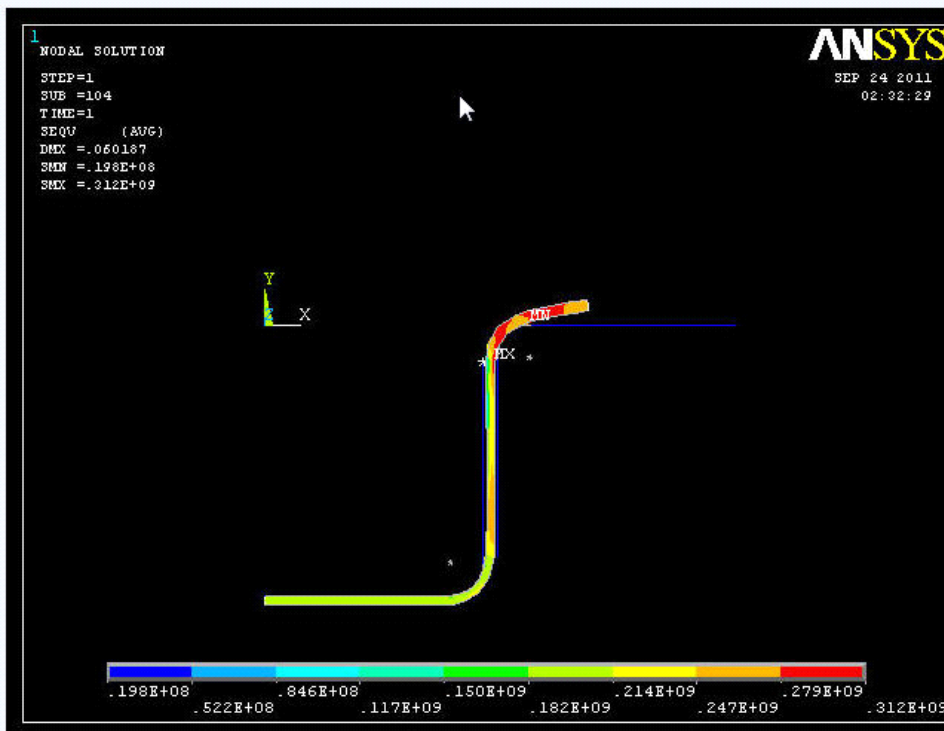 1
NODAL SOLUTION
STEP=1
SUB =104
TIME=1
SEQV (AVG)
DMX =.060187
SMN =.198E+08
SMX =.312E+09
ANSYS
SEP 24 2011
02:32:29
Y
Z X
MN
MX
.198E+08 .846E+08 .150E+09 .214E+09 .279E+09
.522E+08 .117E+09 .182E+09 .247E+09 .312E+09